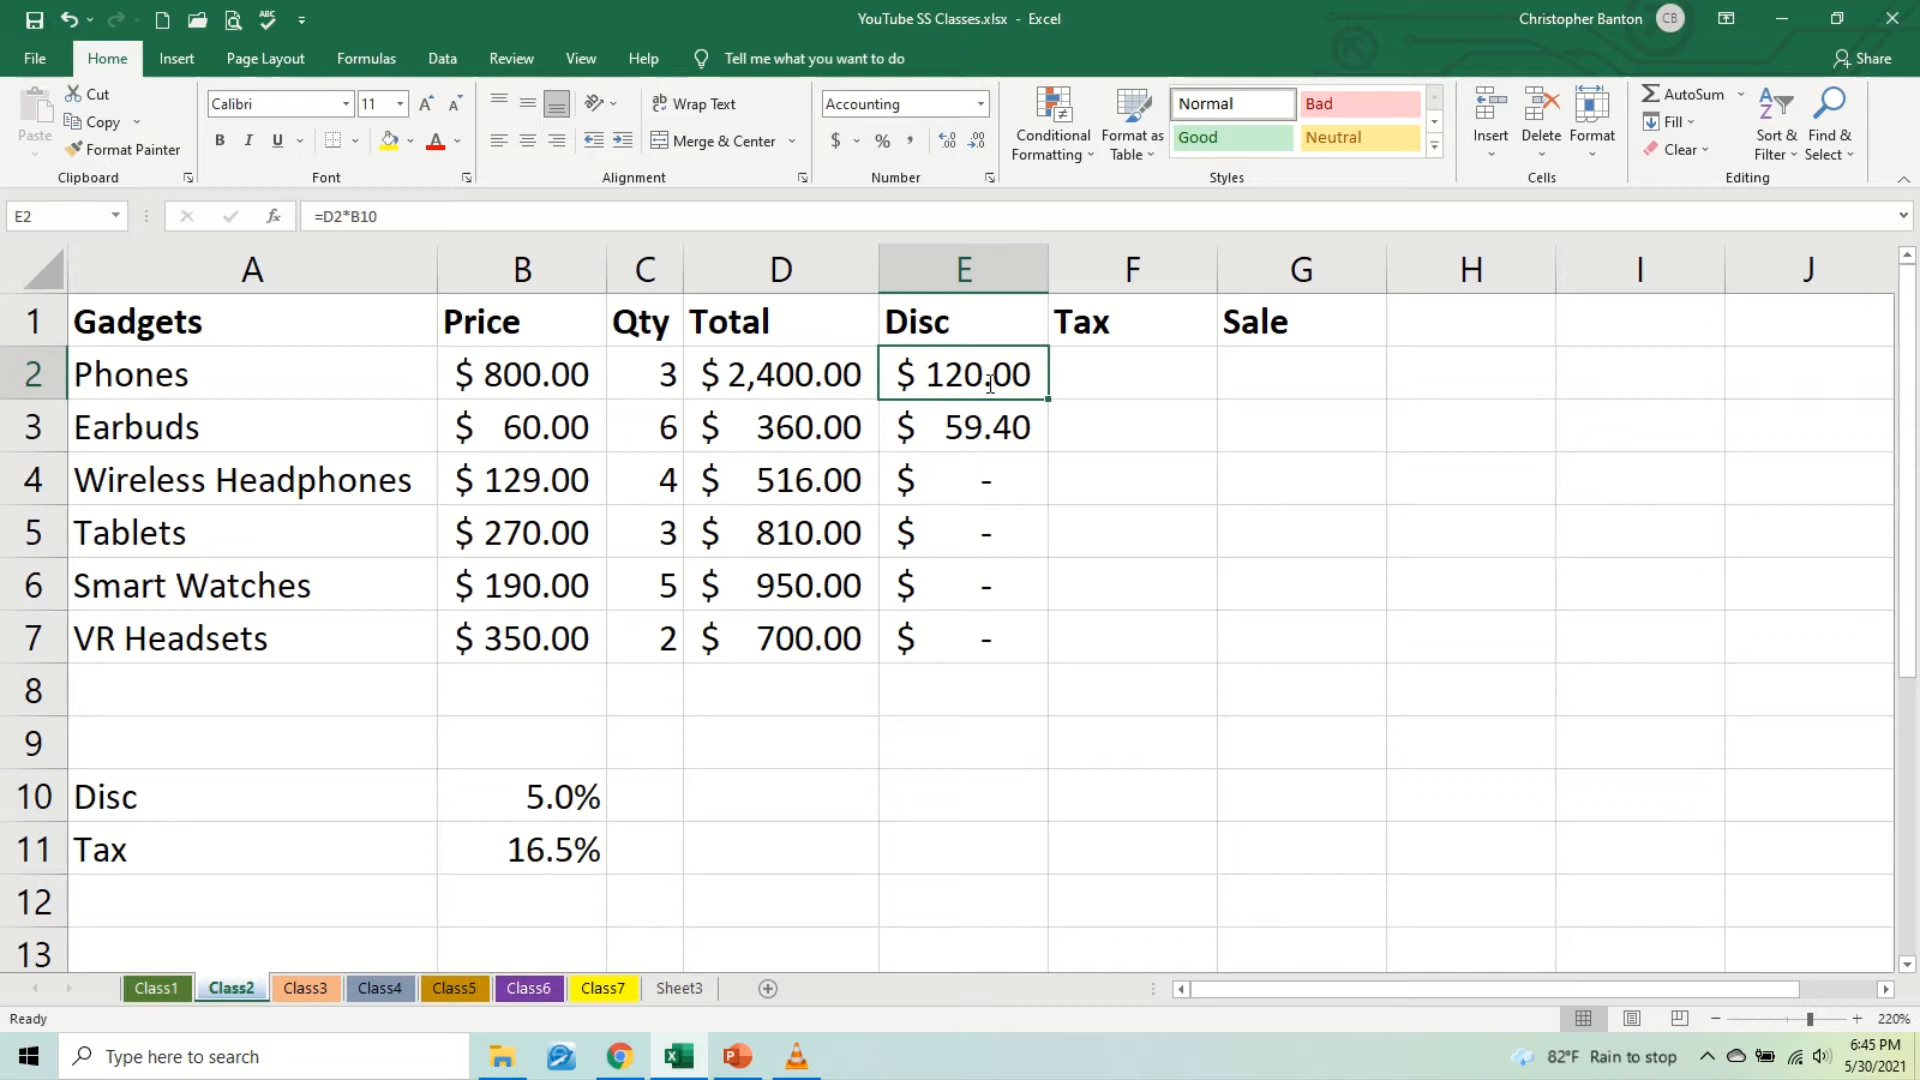 YouTube SS Classes.xlsx - Excel
Christopher Banton
CB
File Home Insert Page Layout Formulas Data Review View Help Tell me what you want to do
Share
Paste
Cut
Copy
Format Painter
Clipboard
Calibri
11
B I U
Font
Wrap Text
Merge & Center
Alignment
Accounting
$ % ,
Number
Conditional
Formatting
Format as
Table
Normal
Bad
Good
Neutral
Styles
Insert
Delete
Format
Cells
AutoSum
Fill
Clear
Sort &
Filter
Find &
Select
Editing
E2
fx
=D2*B10
A B C D E F G H I J
1 Gadgets Price Qty Total Disc Tax Sale
2 Phones $ 800.00 3 $ 2,400.00 $ 120.00
3 Earbuds $ 60.00 6 $ 360.00 $ 59.40
4 Wireless Headphones $ 129.00 4 $ 516.00 $ -
5 Tablets $ 270.00 3 $ 810.00 $ -
6 Smart Watches $ 190.00 5 $ 950.00 $ -
7 VR Headsets $ 350.00 2 $ 700.00 $ -
8
9
10 Disc 5.0%
11 Tax 16.5%
12
13
Class1 Class2 Class3 Class4 Class5 Class6 Class7 Sheet3
Ready
220%
Type here to search
82°F Rain to stop
6:45 PM
5/30/2021